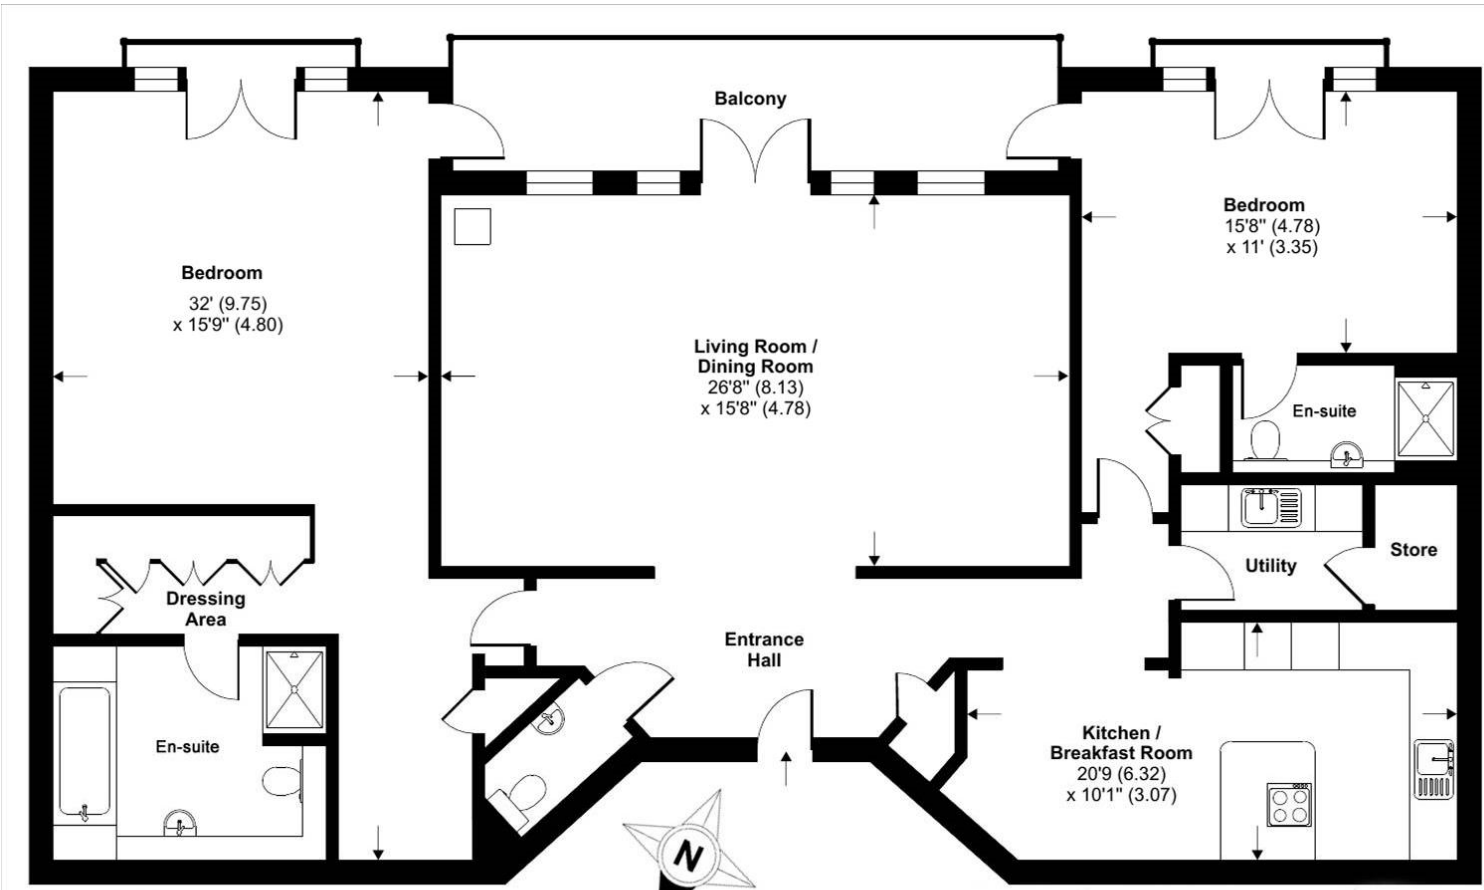 Balcony
Bedroom
32' (9.75)
x 15'9" (4.80)
Living Room /
Dining Room
26'8" (8.13)
x 15'8" (4.78)
Bedroom
15'8" (4.78)
x 11' (3.35)
En-suite
Utility
Store
Dressing
Area
En-suite
Entrance
Hall
Kitchen /
Breakfast Room
20'9 (6.32)
x 10'1" (3.07)
N